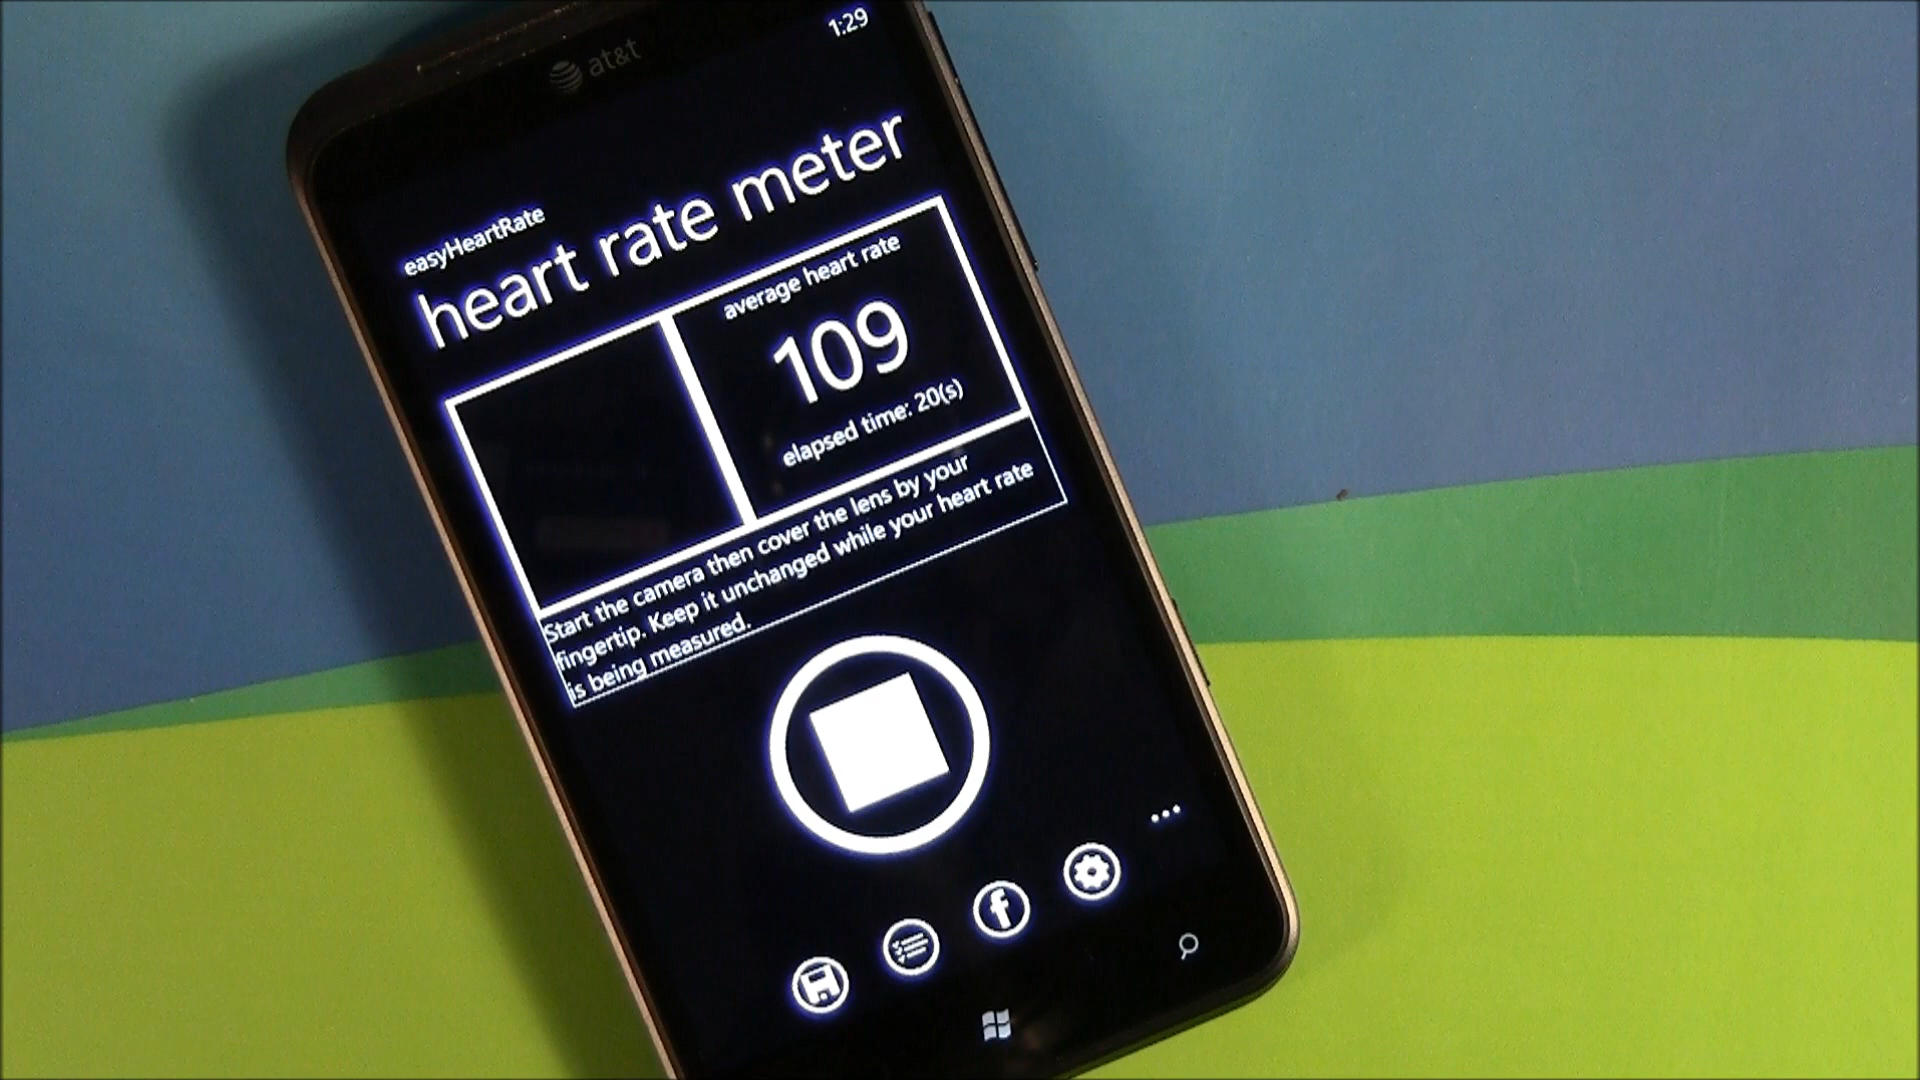 at&t
1:29
easyHeartRate
heart rate meter
average heart rate
109
elapsed time: 20(s)
Start the camera then cover the lens by your
fingertip. Keep it unchanged while your heart rate
is being measured.
f